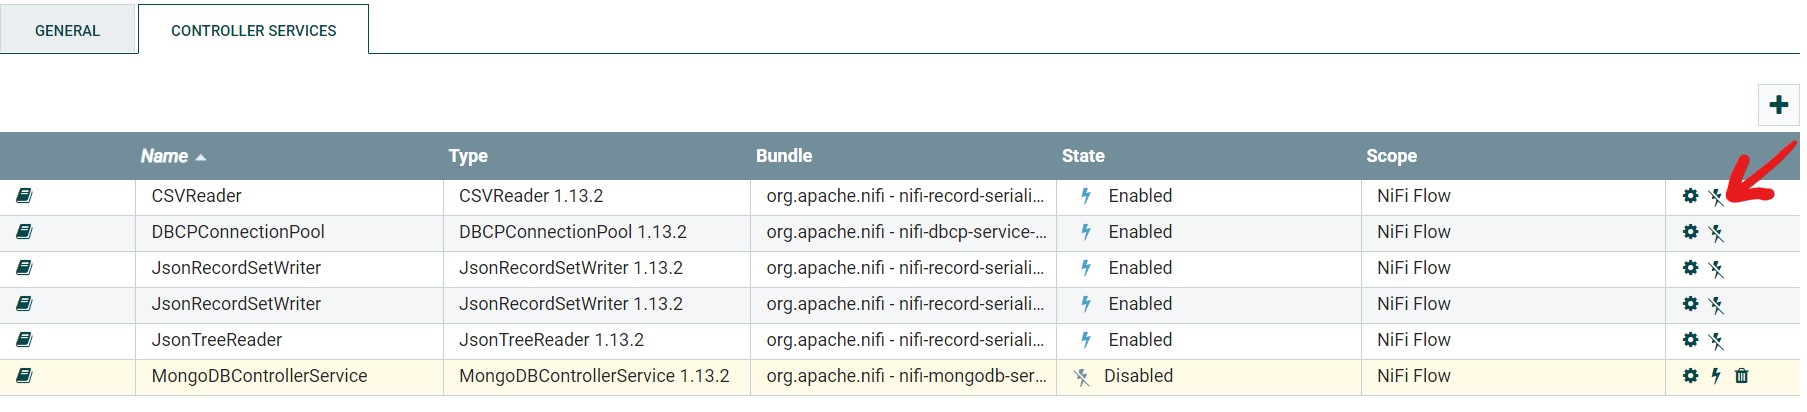 GENERAL CONTROLLER SERVICES
Name Type Bundle State Scope
CSVReader CSVReader 1.13.2 org.apache.nifi - nifi-record-seriali... Enabled NiFi Flow
DBCPConnectionPool DBCPConnectionPool 1.13.2 org.apache.nifi - nifi-dbcp-service-... Enabled NiFi Flow
JsonRecordSetWriter JsonRecordSetWriter 1.13.2 org.apache.nifi - nifi-record-seriali... Enabled NiFi Flow
JsonRecordSetWriter JsonRecordSetWriter 1.13.2 org.apache.nifi - nifi-record-seriali... Enabled NiFi Flow
JsonTreeReader JsonTreeReader 1.13.2 org.apache.nifi - nifi-record-seriali... Enabled NiFi Flow
MongoDBControllerService MongoDBControllerService 1.13.2 org.apache.nifi - nifi-mongodb-ser... Disabled NiFi Flow